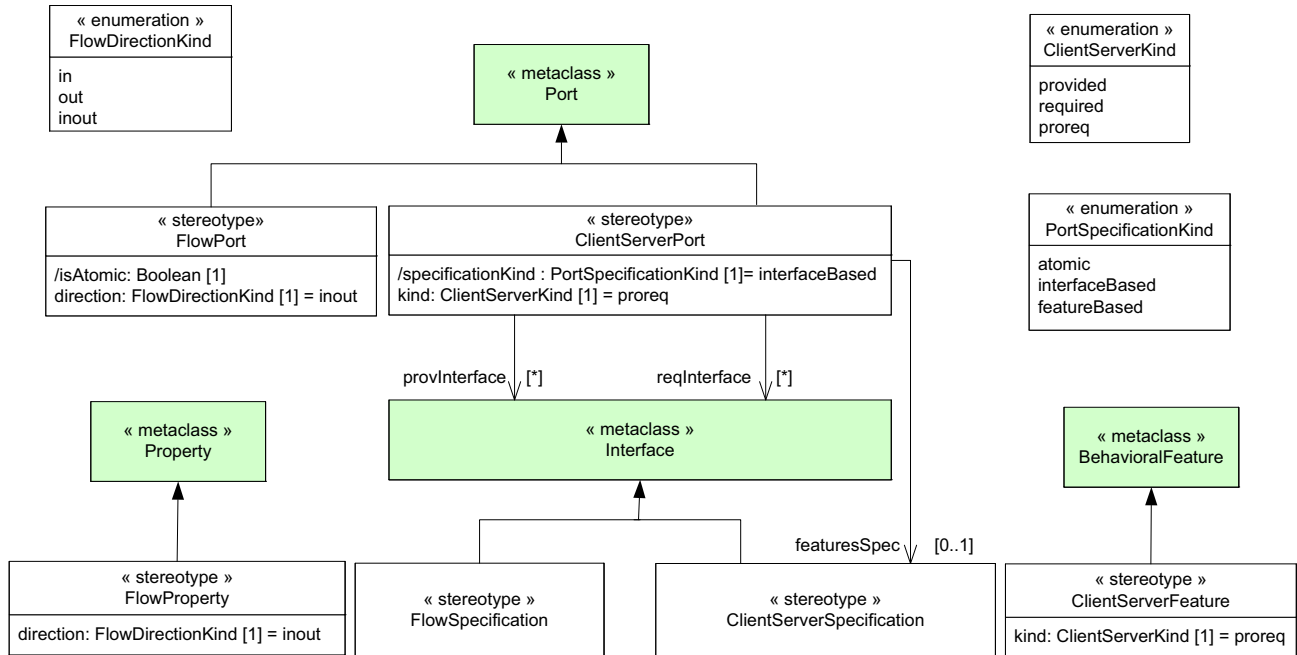 « enumeration »
FlowDirectionKind
in
out
inout
« metaclass »
Port
« enumeration »
ClientServerKind
provided
required
proreq
« stereotype»
FlowPort
/isAtomic: Boolean [1]
direction: FlowDirectionKind [1] = inout
« stereotype»
ClientServerPort
/specificationKind : PortSpecificationKind [1]= interfaceBased
kind: ClientServerKind [1] = proreq
« enumeration »
PortSpecificationKind
atomic
interfaceBased
featureBased
provInterface [*]
reqInterface [*]
« metaclass »
Property
« metaclass »
Interface
« metaclass »
BehavioralFeature
featuresSpec [0..1]
« stereotype »
FlowProperty
direction: FlowDirectionKind [1] = inout
« stereotype »
FlowSpecification
« stereotype »
ClientServerSpecification
« stereotype »
ClientServerFeature
kind: ClientServerKind [1] = proreq